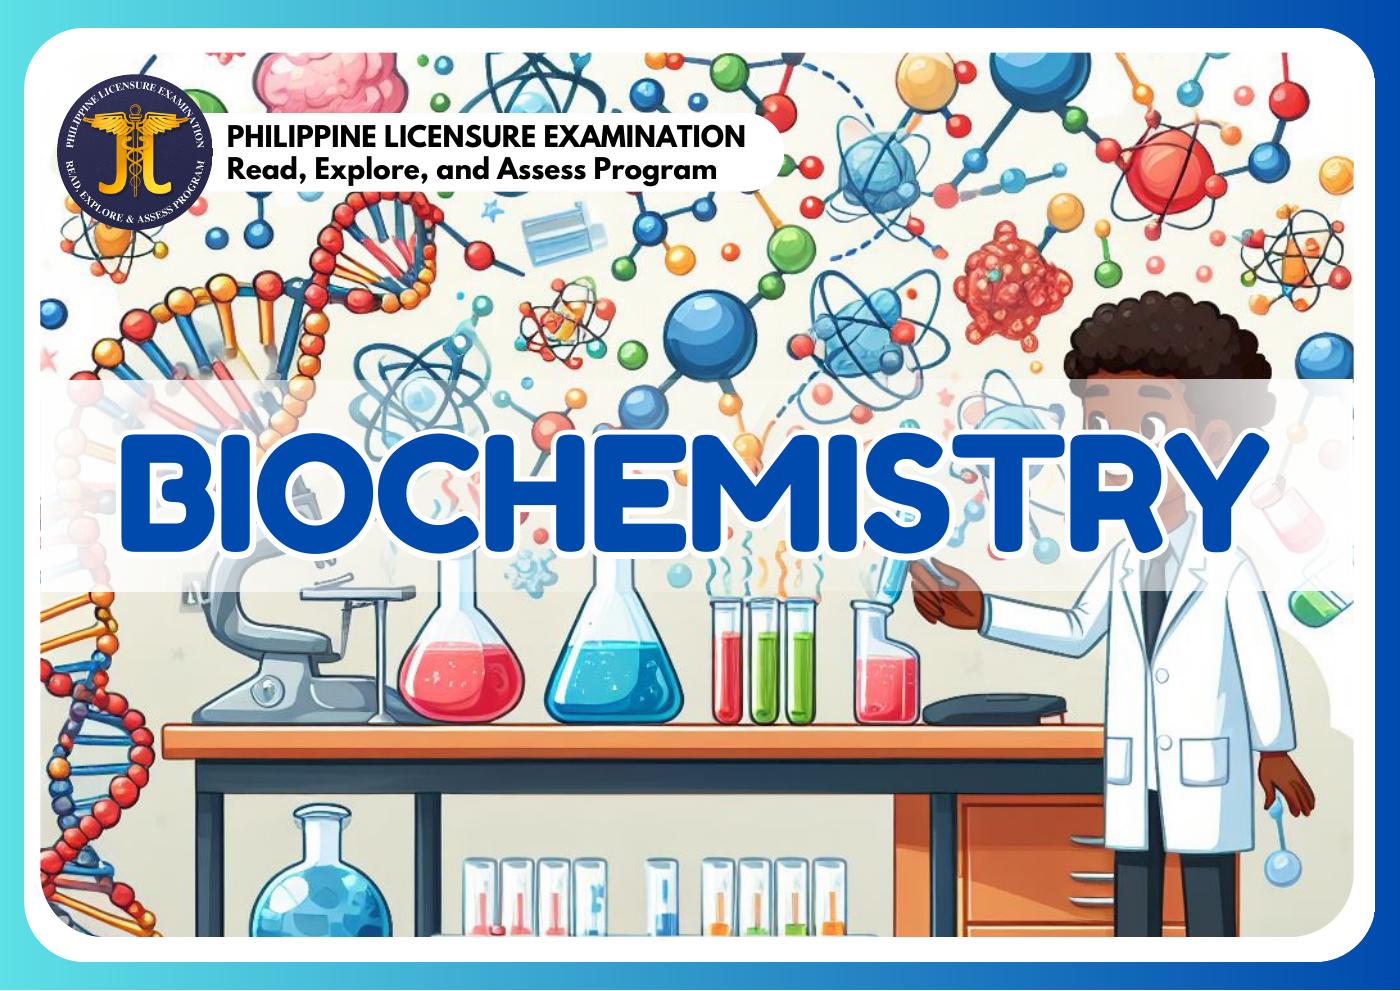 PHILIPPINE LICENSURE EXAMINATION
READ, EXPLORE & ASSESS PROGRAM
PHILIPPINE LICENSURE EXAMINATION
Read, Explore, and Assess Program
BIOCHEMISTRY